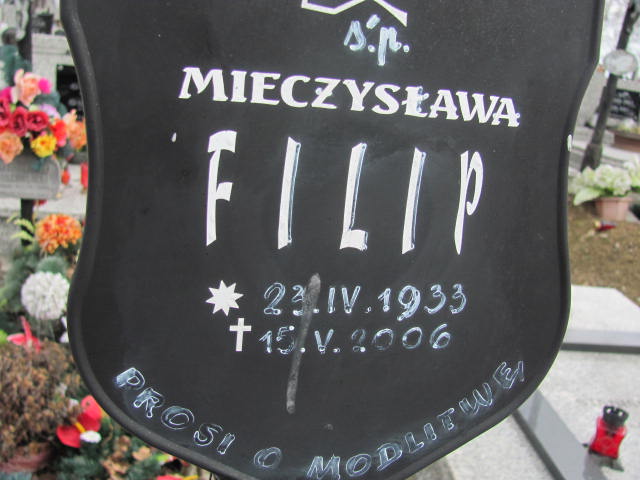 ś.p.
MIECZYSŁAWA
FILIP
23.IV.1933
15.V.2006
PROSI O MODLITWĘ